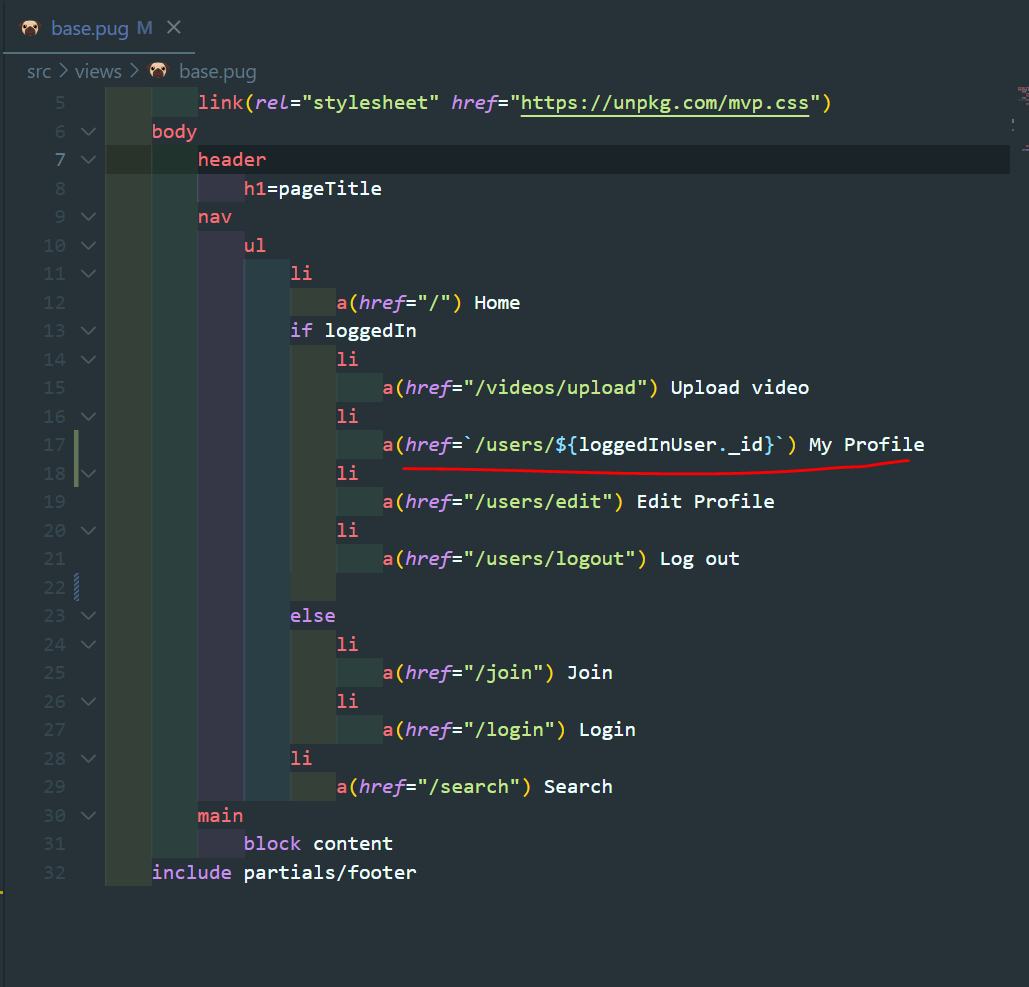 base.pug M
src > views > base.pug
5 link(rel="stylesheet" href="https://unpkg.com/mvp.css")
6 body
7 header
8 h1=pageTitle
9 nav
10 ul
11 li
12 a(href="/") Home
13 if loggedIn
14 li
15 a(href="/videos/upload") Upload video
16 li
17 a(href=`/users/${loggedInUser._id}`) My Profile
18 li
19 a(href="/users/edit") Edit Profile
20 li
21 a(href="/users/logout") Log out
22
23 else
24 li
25 a(href="/join") Join
26 li
27 a(href="/login") Login
28 li
29 a(href="/search") Search
30 main
31 block content
32 include partials/footer